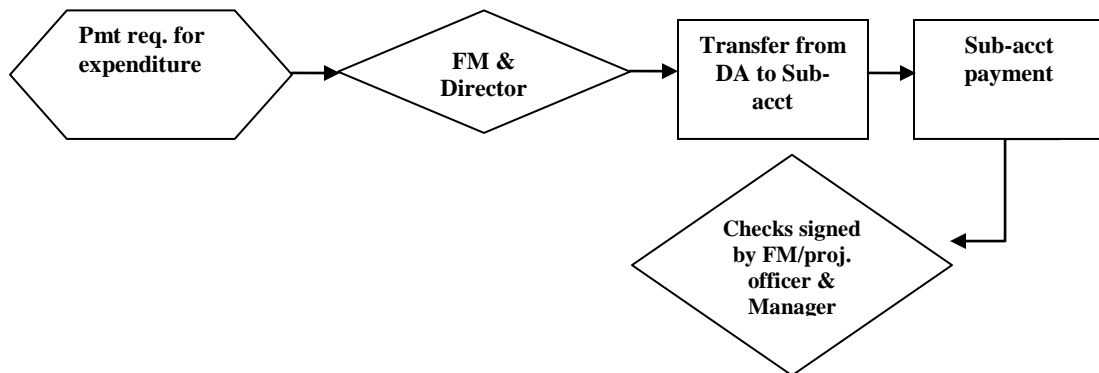 Pmt req. for
expenditure
FM &
Director
Transfer from
DA to Sub-
acct
Sub-acct
payment
Checks signed
by FM/proj.
officer &
Manager